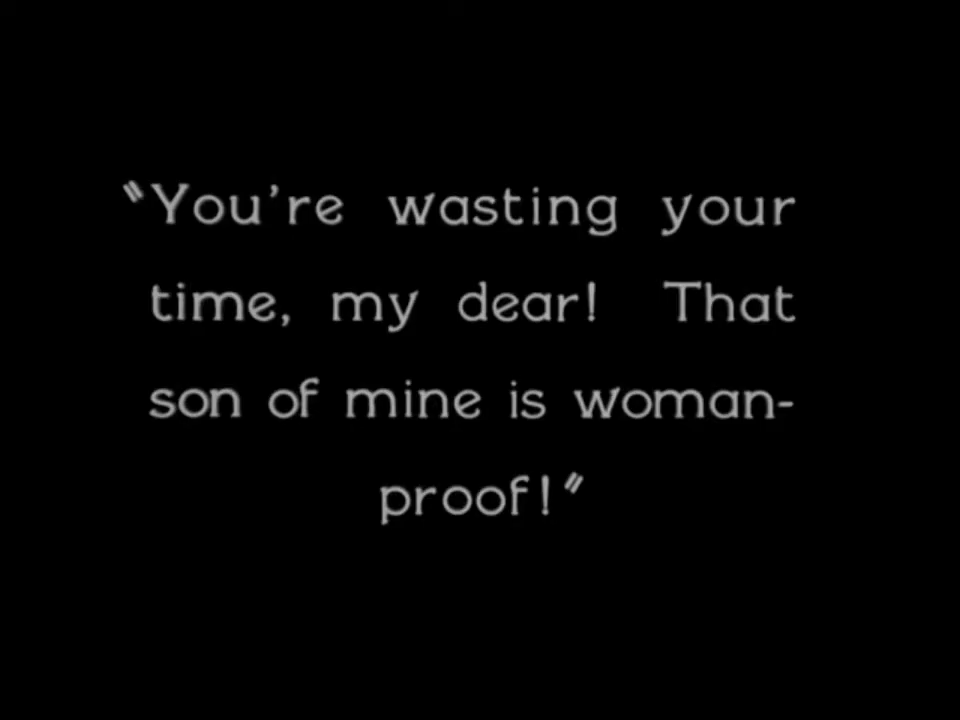 "You're wasting your
time, my dear! That
son of mine is woman-
proof!"